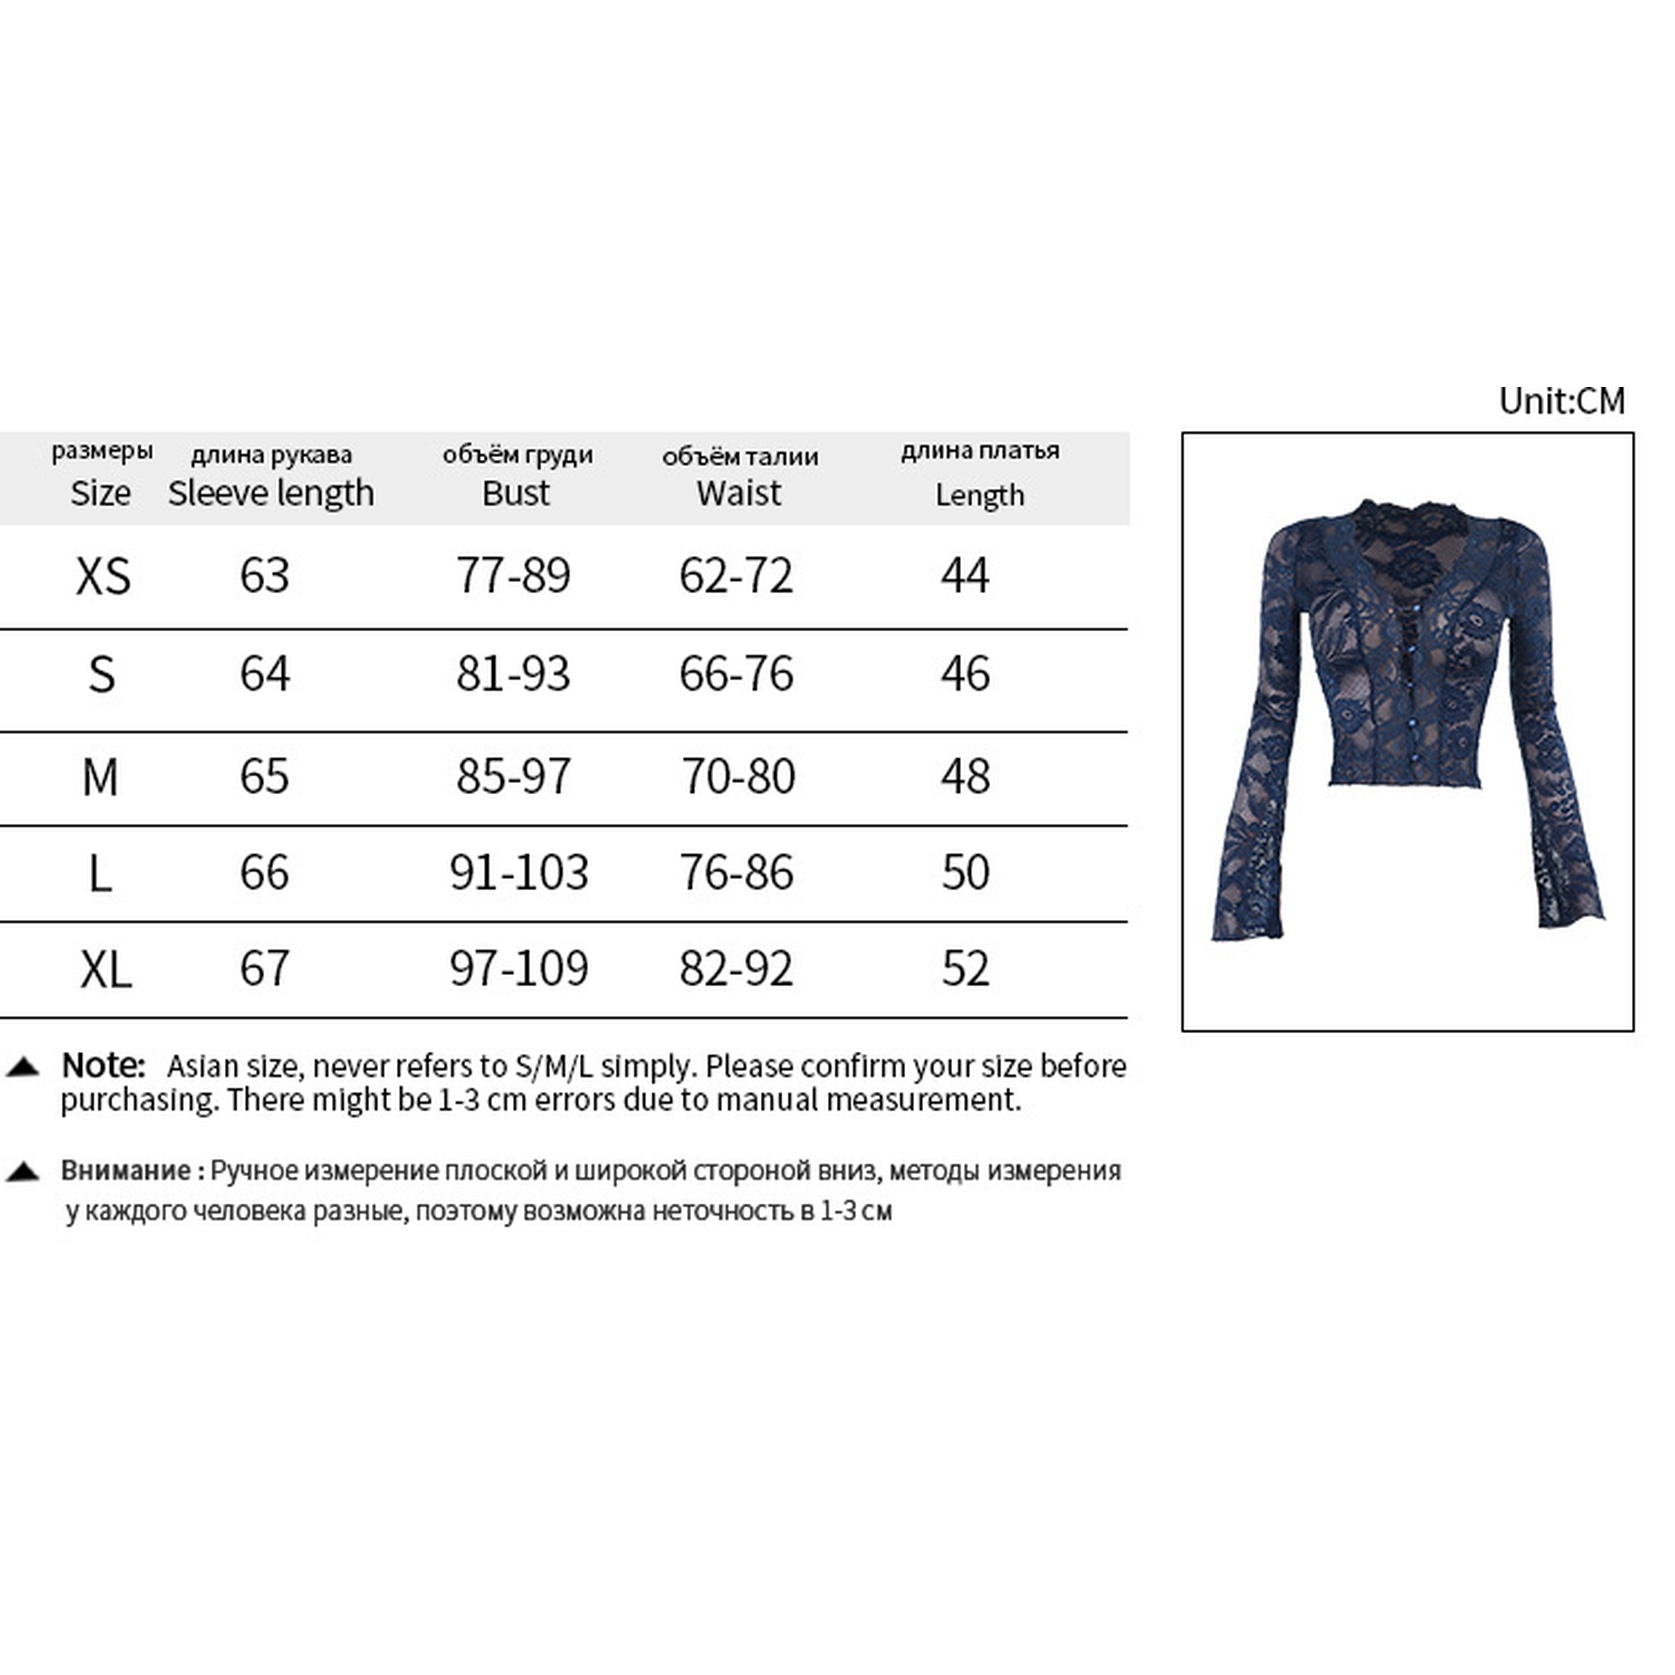 Unit:CM
размеры длина рукава объём груди объём талии длина платья
Size Sleeve length Bust Waist Length
XS 63 77-89 62-72 44
S 64 81-93 66-76 46
M 65 85-97 70-80 48
L 66 91-103 76-86 50
XL 67 97-109 82-92 52
Note: Asian size, never refers to S/M/L simply. Please confirm your size before
purchasing. There might be 1-3 cm errors due to manual measurement.
Внимание : Ручное измерение плоской и широкой стороной вниз, методы измерения
у каждого человека разные, поэтому возможна неточность в 1-3 см